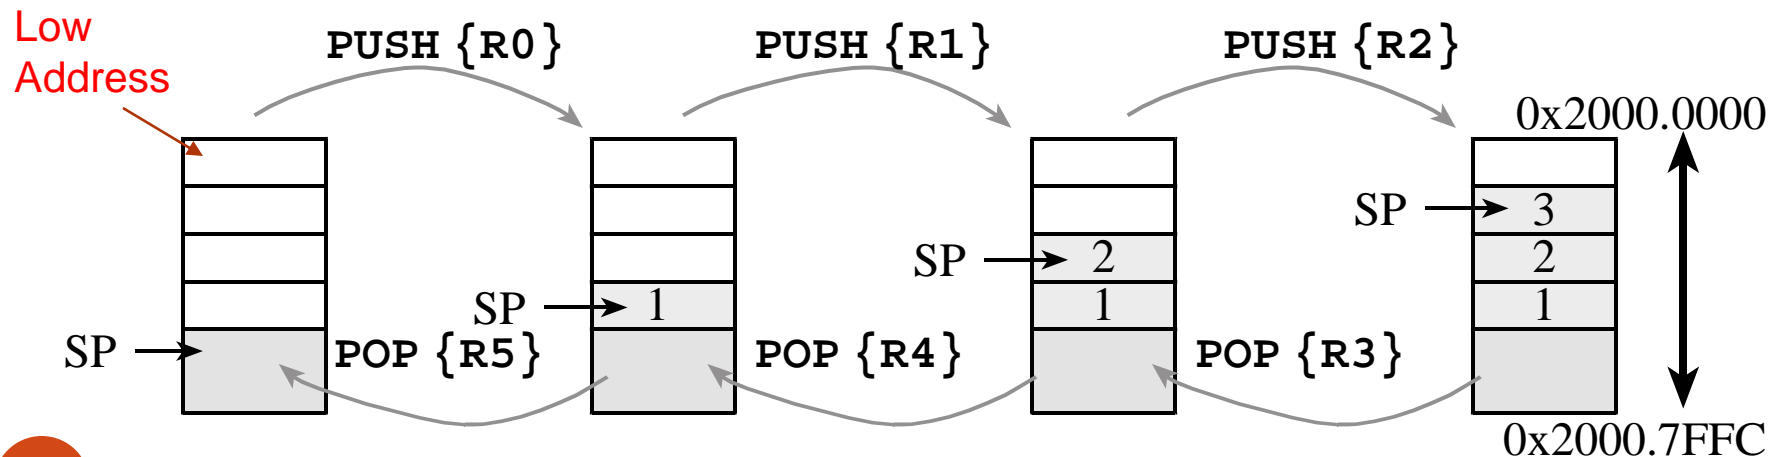 Low
Address
PUSH {R0}
PUSH {R1}
PUSH {R2}
0x2000.0000
SP
3
SP
2
2
SP
1
1
1
SP
POP {R5}
POP {R4}
POP {R3}
0x2000.7FFC